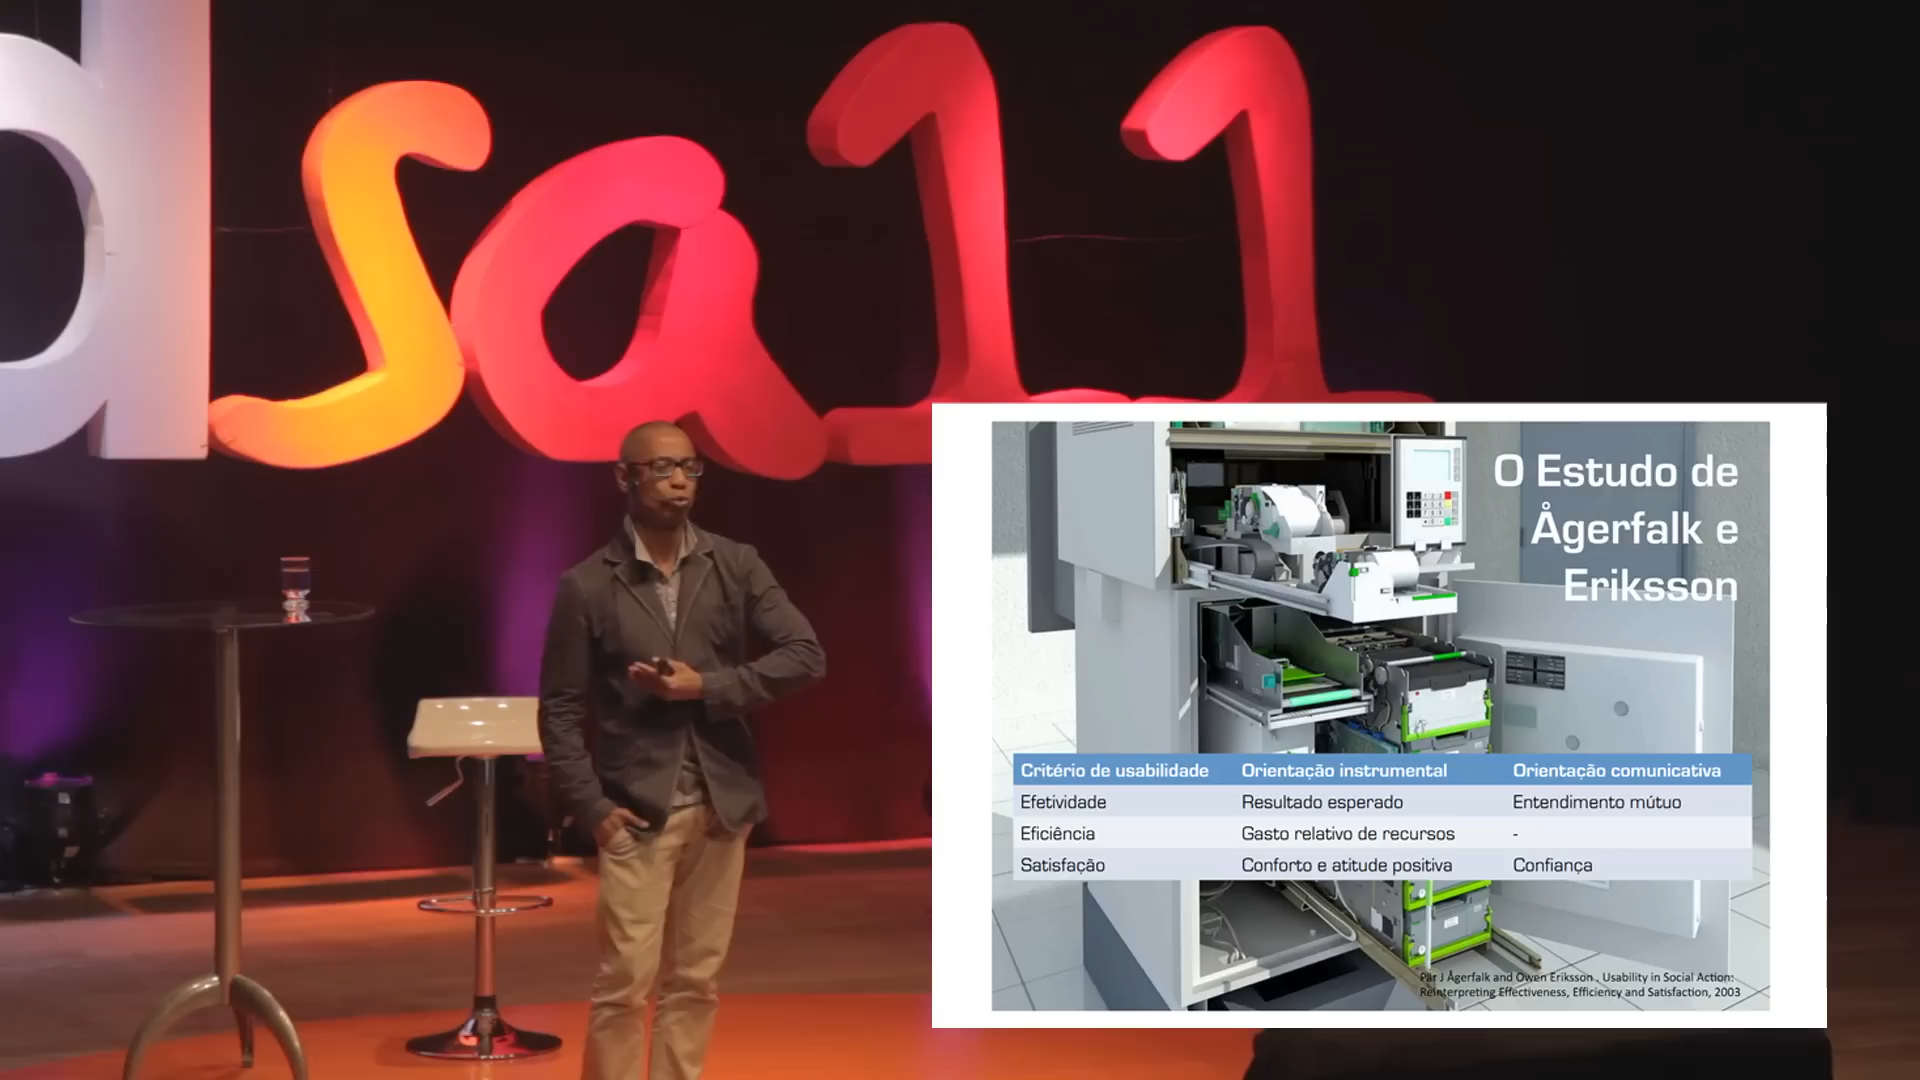 dsa11
O Estudo de
Ågerfalk e
Eriksson
Critério de usabilidade Orientação instrumental Orientação comunicativa
Efetividade Resultado esperado Entendimento mútuo
Eficiência Gasto relativo de recursos -
Satisfação Conforto e atitude positiva Confiança
Pär J Ågerfalk and Owen Eriksson , Usability in Social Action:
Reinterpreting Effectiveness, Efficiency and Satisfaction, 2003